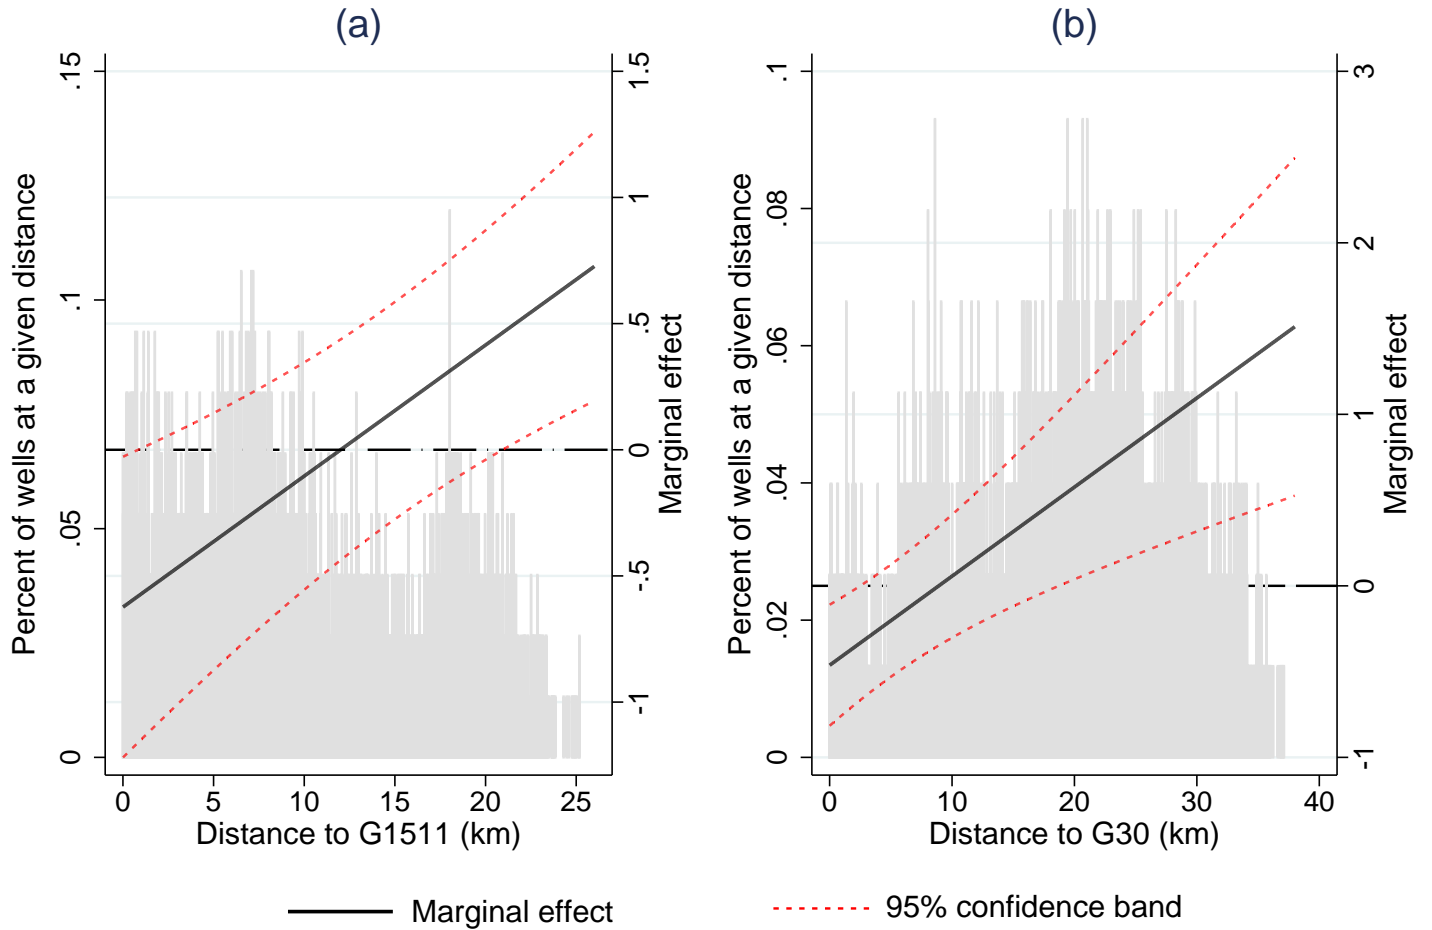 (a)
Percent of wells at a given distance
.15
.1
.05
0
1.5
1
.5
0
-.5
-1
Marginal effect
0 5 10 15 20 25
Distance to G1511 (km)
(b)
Percent of wells at a given distance
.1
.08
.06
.04
.02
0
3
2
1
0
-1
Marginal effect
0 10 20 30 40
Distance to G30 (km)
Marginal effect
95% confidence band